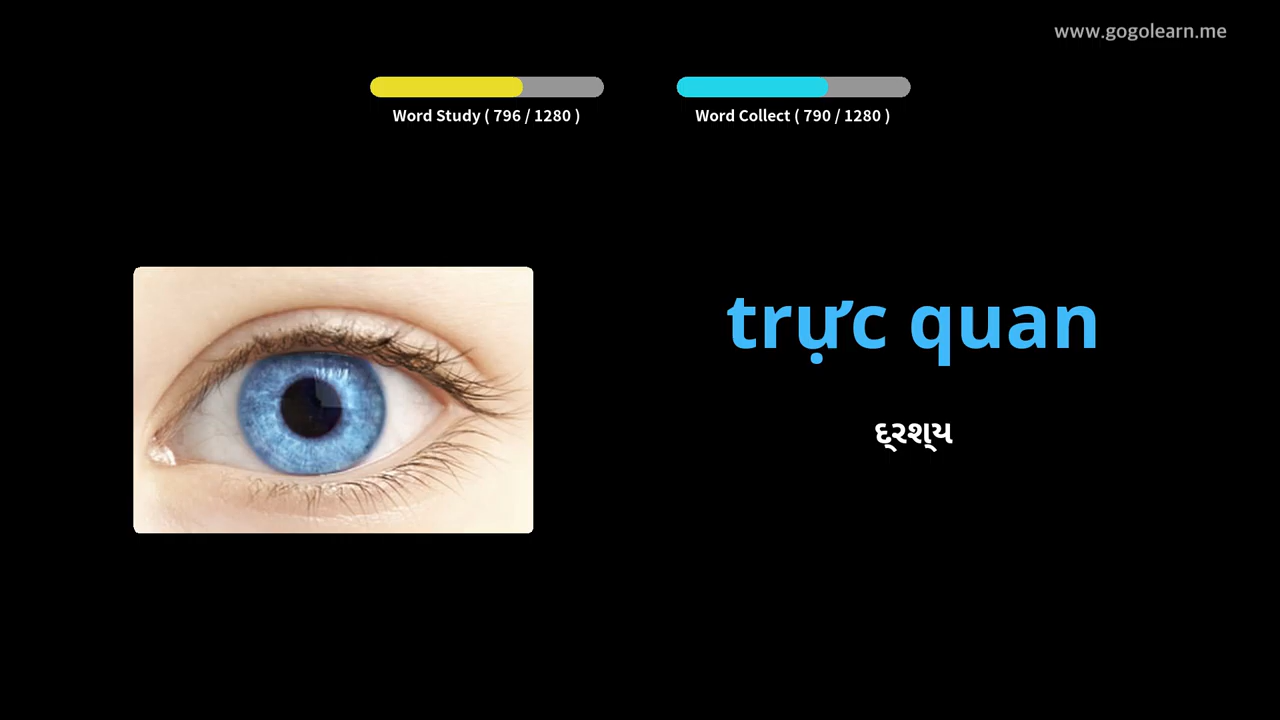 www.gogolearn.me
Word Study ( 796 / 1280 )
Word Collect ( 790 / 1280 )
trực quan
દ્રશ્ય